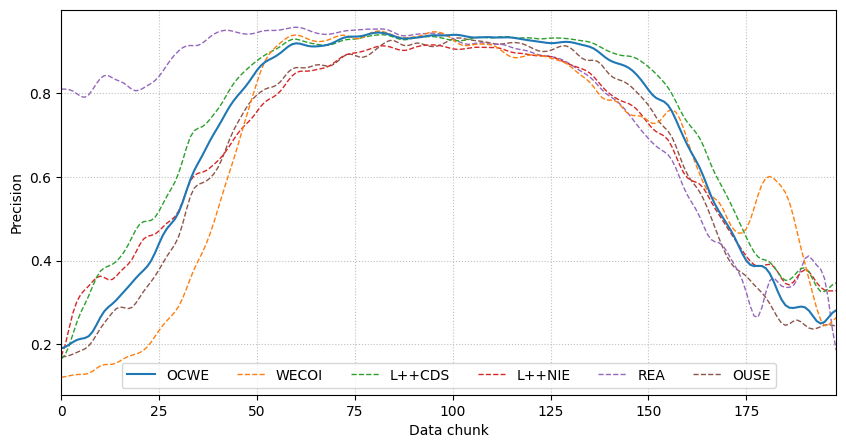 Precision
0.8
0.6
0.4
0.2
OCWE WECOI L++CDS L++NIE REA OUSE
0 25 50 75 100 125 150 175
Data chunk